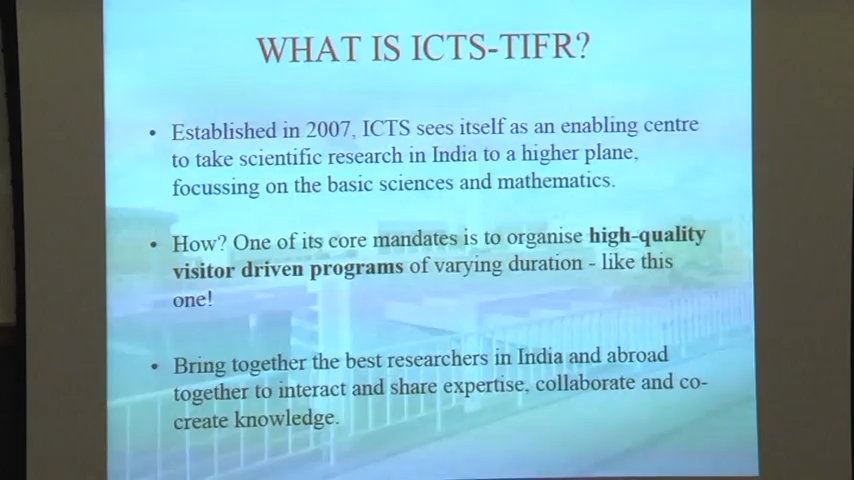 WHAT IS ICTS-TIFR?
• Established in 2007, ICTS sees itself as an enabling centre
to take scientific research in India to a higher plane,
focussing on the basic sciences and mathematics.
• How? One of its core mandates is to organise high-quality
visitor driven programs of varying duration - like this
one!
• Bring together the best researchers in India and abroad
together to interact and share expertise, collaborate and co-
create knowledge.